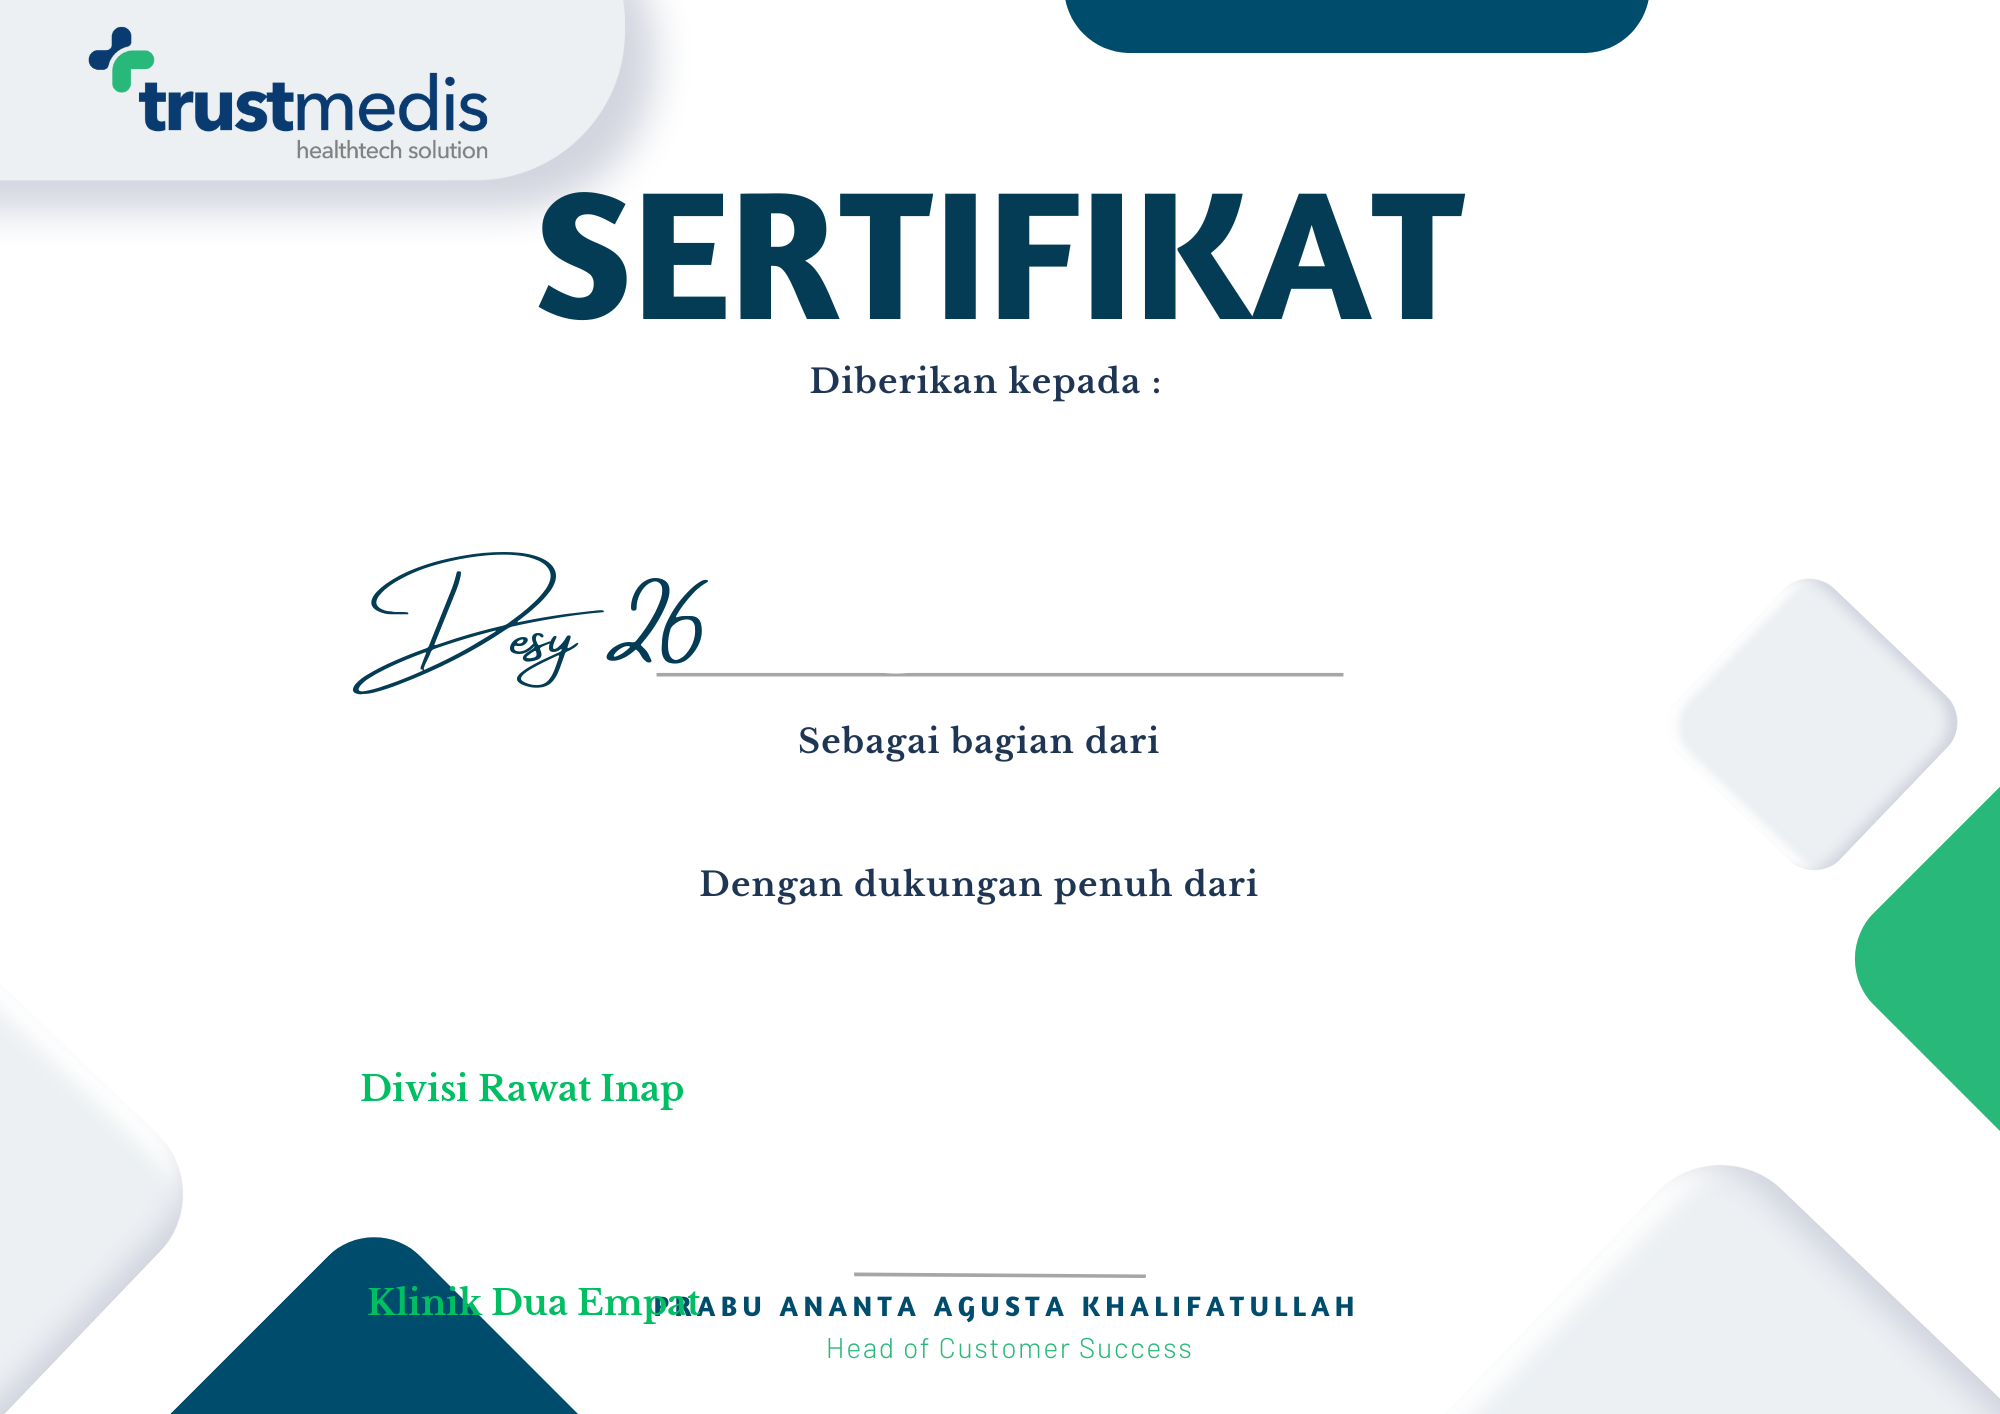 trustmedis
healthtech solution
SERTIFIKAT
Diberikan kepada :
Desy 26
Sebagai bagian dari
Dengan dukungan penuh dari
Divisi Rawat Inap
Klinik Dua Empat
PRABU ANANTA AGUSTA KHALIFATULLAH
Head of Customer Success